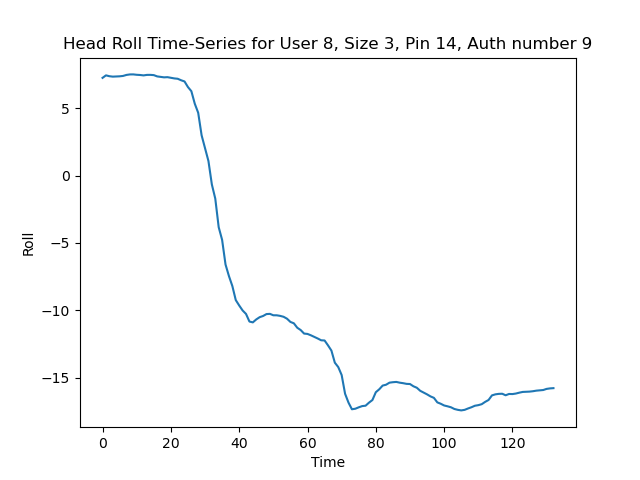 Head Roll Time-Series for User 8, Size 3, Pin 14, Auth number 9
5
0
−5
−10
−15
Roll
0 20 40 60 80 100 120
Time